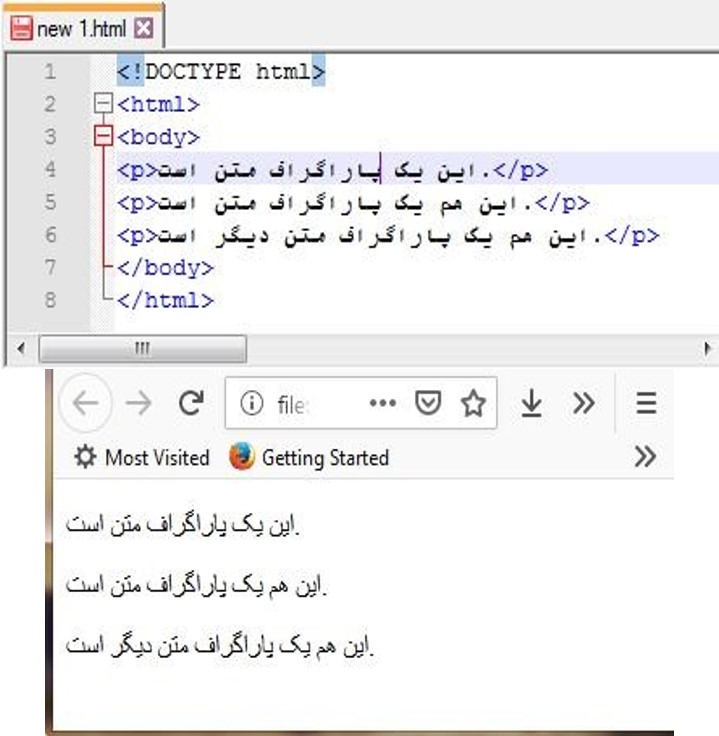 new 1.html
1 <!DOCTYPE html>
2 <html>
3 <body>
4 <p>این یک پاراگراف متن است.</p>
5 <p>این هم یک پاراگراف متن است.</p>
6 <p>این هم یک پاراگراف متن دیگر است.</p>
7 </body>
8 </html>
file:
Most Visited Getting Started
این یک پاراگراف متن است.
این هم یک پاراگراف متن است.
این هم یک پاراگراف متن دیگر است.